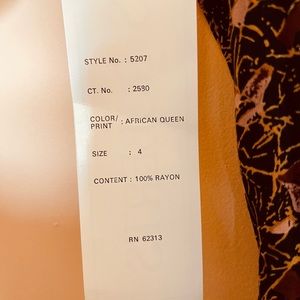 STYLE No. : 5207
CT. No. : 2590
COLOR/
PRINT : AFRICAN QUEEN
SIZE : 4
CONTENT : 100% RAYON
RN 62313